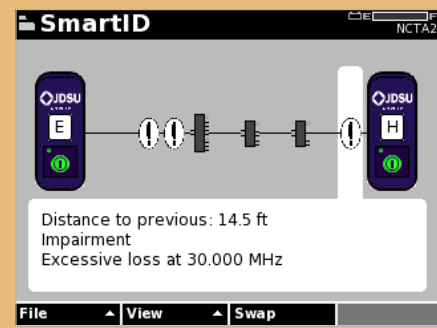 SmartID
E F
NCTA2
JDSU
E
JDSU
H
Distance to previous: 14.5 ft
Impairment
Excessive loss at 30.000 MHz
File View Swap